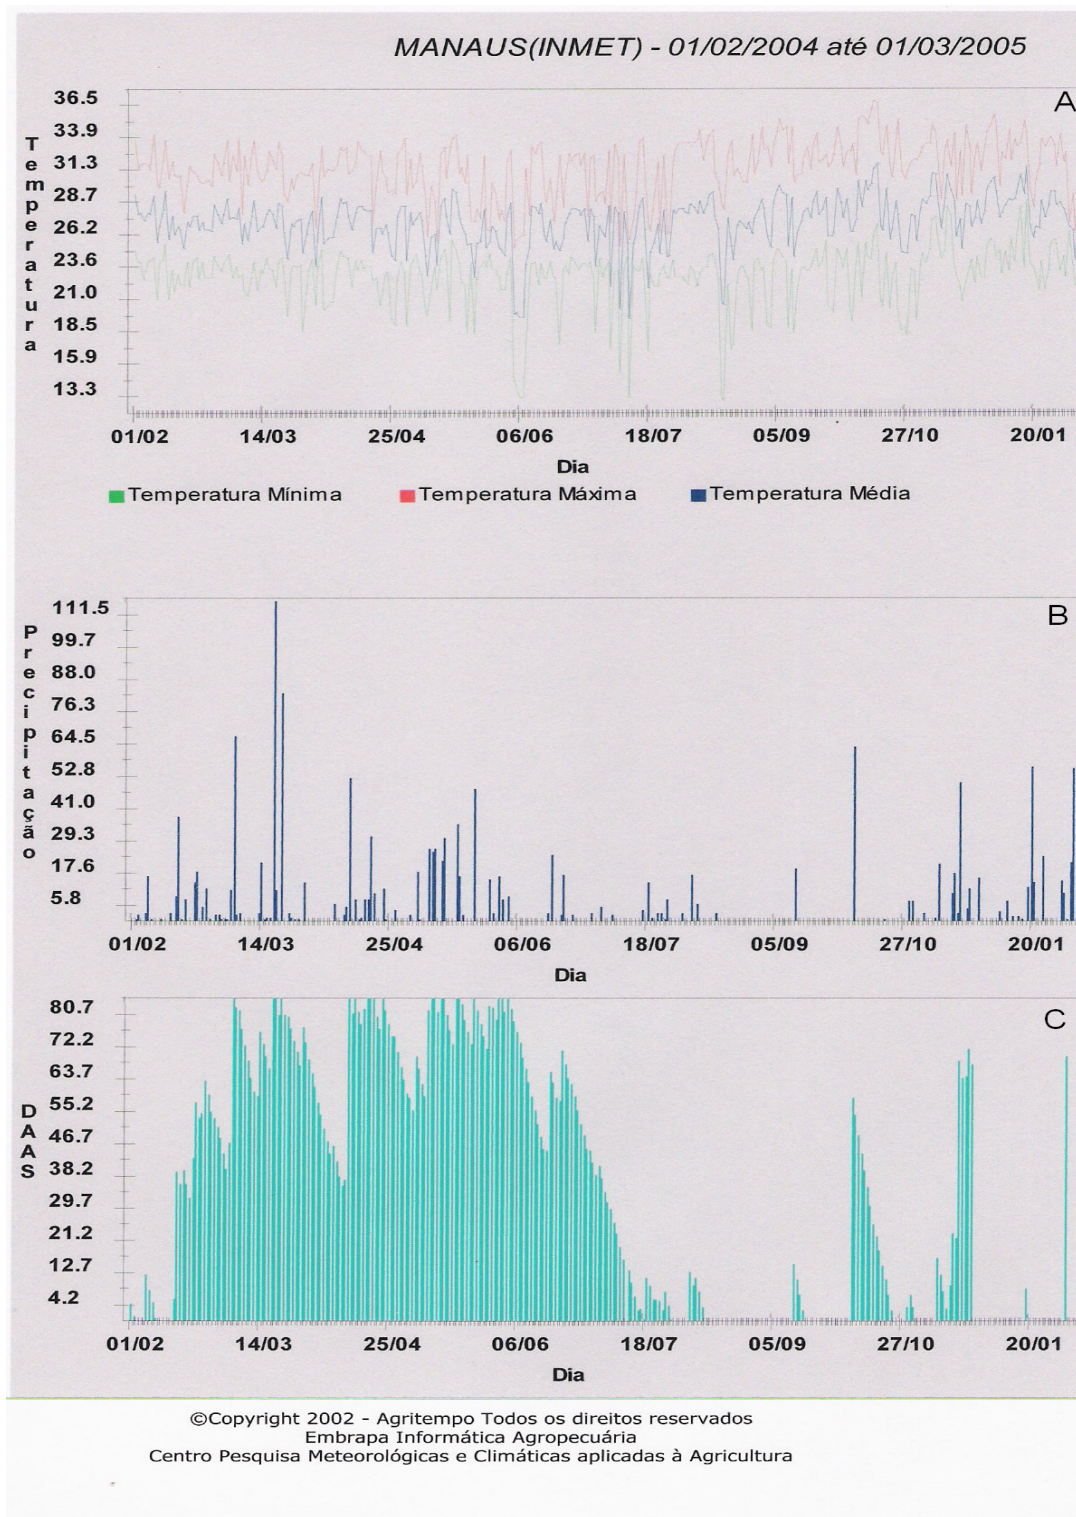 MANAUS(INMET) - 01/02/2004 até 01/03/2005
A
Temperatura
36.5
33.9
31.3
28.7
26.2
23.6
21.0
18.5
15.9
13.3
01/02 14/03 25/04 06/06 18/07 05/09 27/10 20/01
Dia
Temperatura Mínima Temperatura Máxima Temperatura Média
B
Precipitação
111.5
99.7
88.0
76.3
64.5
52.8
41.0
29.3
17.6
5.8
01/02 14/03 25/04 06/06 18/07 05/09 27/10 20/01
Dia
C
DAAS
80.7
72.2
63.7
55.2
46.7
38.2
29.7
21.2
12.7
4.2
01/02 14/03 25/04 06/06 18/07 05/09 27/10 20/01
Dia
©Copyright 2002 - Agritempo Todos os direitos reservados
Embrapa Informática Agropecuária
Centro Pesquisa Meteorológicas e Climáticas aplicadas à Agricultura